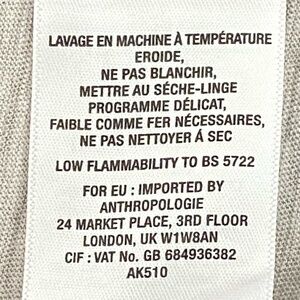 LAVAGE EN MACHINE À TEMPÉRATURE
EROIDE,
NE PAS BLANCHIR,
METTRE AU SÉCHE-LINGE
PROGRAMME DÉLICAT,
FAIBLE COMME FER NÉCESSAIRES,
NE PAS NETTOYER Á SEC
LOW FLAMMABILITY TO BS 5722
FOR EU : IMPORTED BY
ANTHROPOLOGIE
24 MARKET PLACE, 3RD FLOOR
LONDON, UK W1W8AN
CIF : VAT No. GB 684936382
AK510